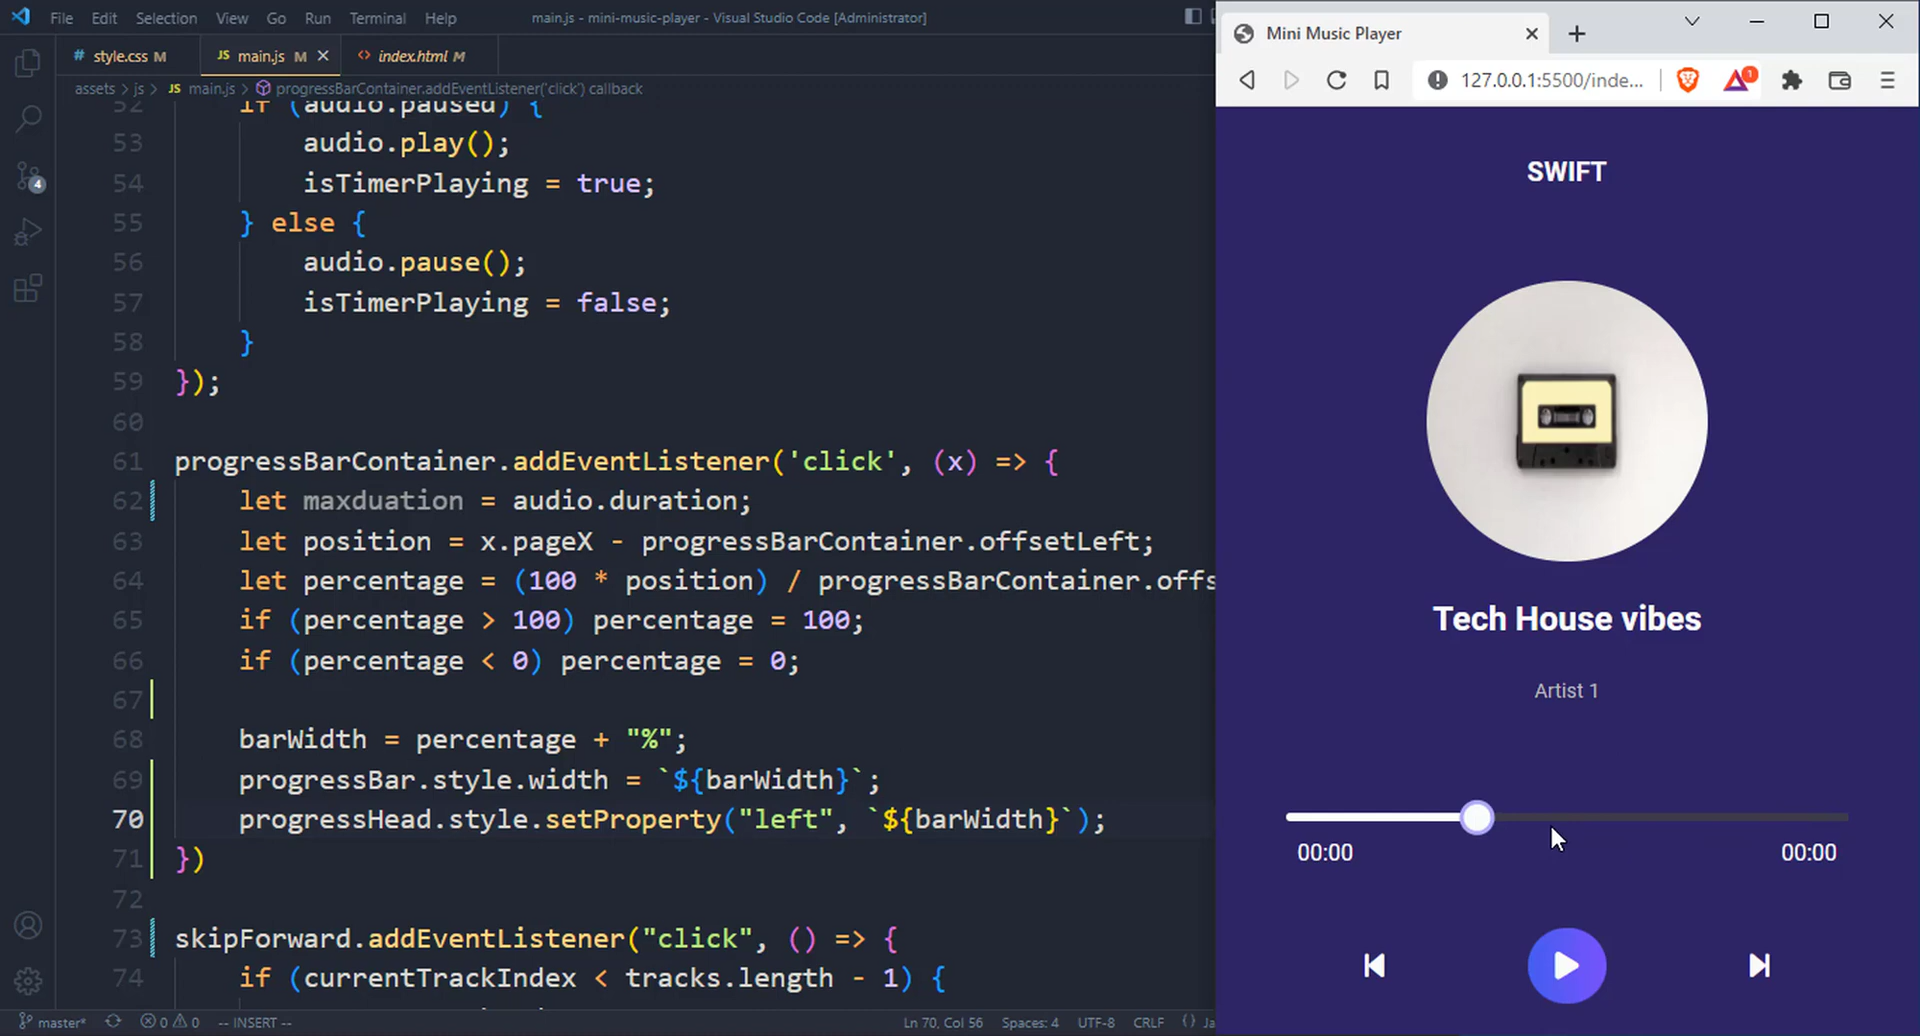 File Edit Selection View Go Run Terminal Help
main.js - mini-music-player - Visual Studio Code [Administrator]
# style.css M
JS main.js M
<> index.html M
assets > js > JS main.js > progressBarContainer.addEventListener('click') callback
52 if (audio.paused) {
53 audio.play();
54 isTimerPlaying = true;
55 } else {
56 audio.pause();
57 isTimerPlaying = false;
58 }
59 });
60
61 progressBarContainer.addEventListener('click', (x) => {
62 let maxduation = audio.duration;
63 let position = x.pageX - progressBarContainer.offsetLeft;
64 let percentage = (100 * position) / progressBarContainer.offs
65 if (percentage > 100) percentage = 100;
66 if (percentage < 0) percentage = 0;
67
68 barWidth = percentage + "%";
69 progressBar.style.width = `${barWidth}`;
70 progressHead.style.setProperty("left", `${barWidth}`);
71 })
72
73 skipForward.addEventListener("click", () => {
74 if (currentTrackIndex < tracks.length - 1) {
4
master* 0 0 -- INSERT -- Ln 70, Col 56 Spaces: 4 UTF-8 CRLF {} Ja
Mini Music Player
127.0.0.1:5500/inde...
1
SWIFT
Tech House vibes
Artist 1
00:00 00:00